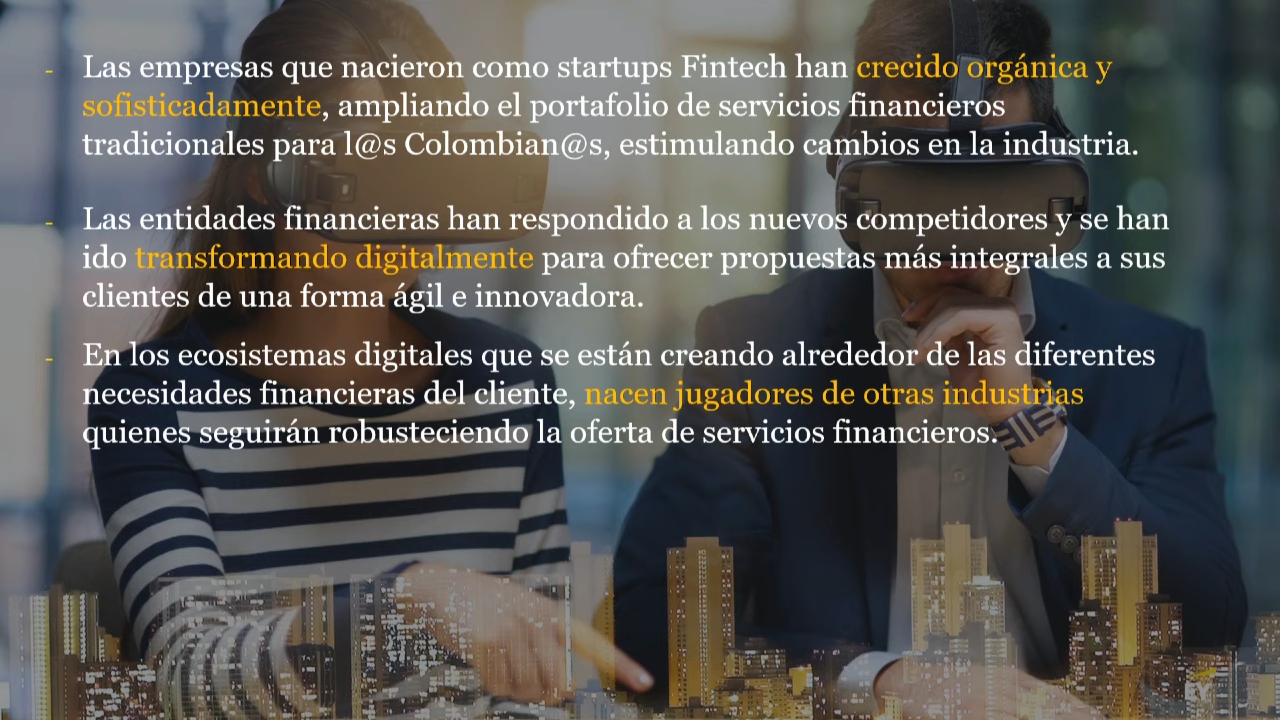 - Las empresas que nacieron como startups Fintech han crecido orgánica y
sofisticadamente, ampliando el portafolio de servicios financieros
tradicionales para l@s Colombian@s, estimulando cambios en la industria.
- Las entidades financieras han respondido a los nuevos competidores y se han
ido transformando digitalmente para ofrecer propuestas más integrales a sus
clientes de una forma ágil e innovadora.
- En los ecosistemas digitales que se están creando alrededor de las diferentes
necesidades financieras del cliente, nacen jugadores de otras industrias
quienes seguirán robusteciendo la oferta de servicios financieros.